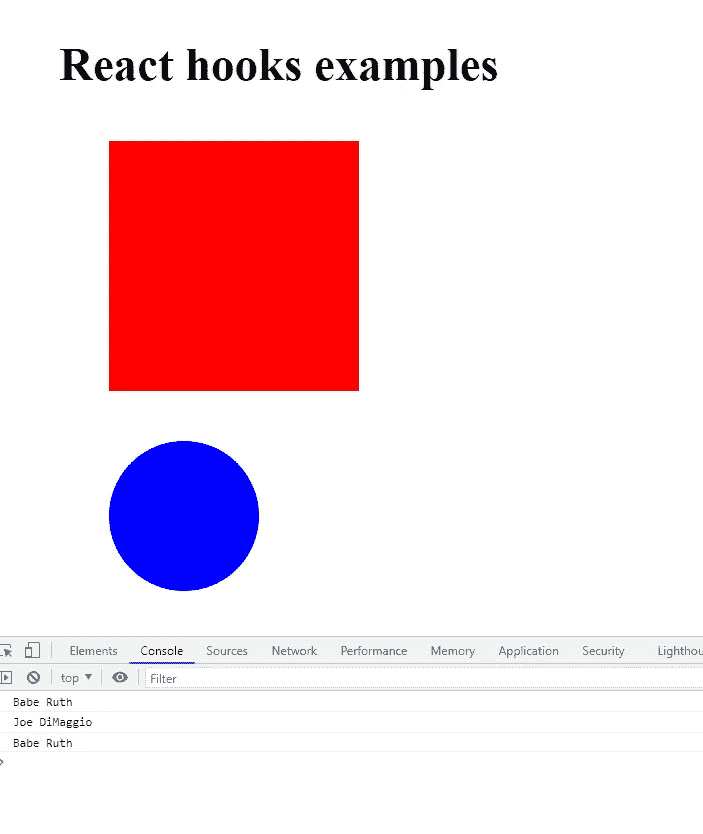 React hooks examples
Elements Console Sources Network Performance Memory Application Security Lighthou
top ▼ Filter
Babe Ruth
Joe DiMaggio
Babe Ruth